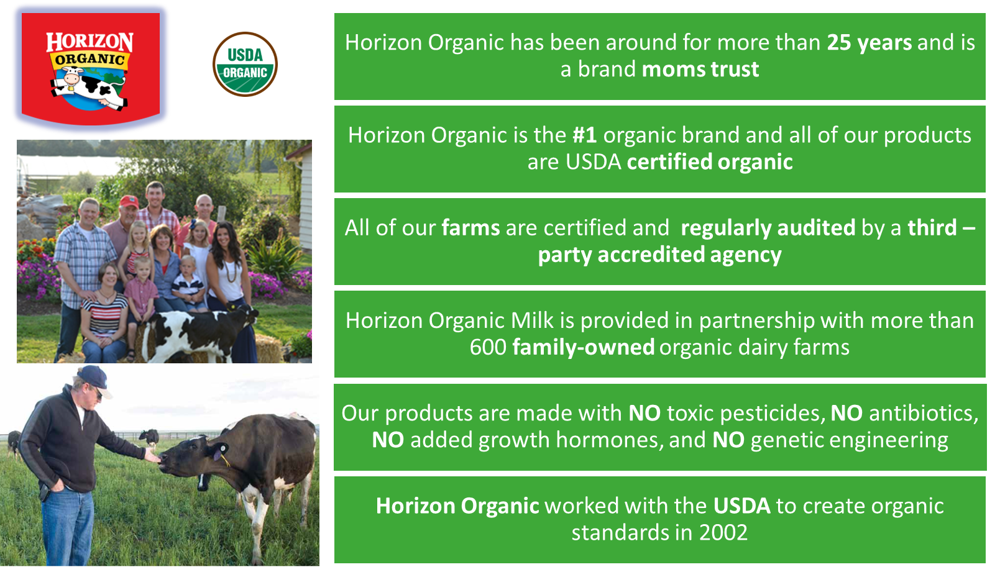 HORIZON
ORGANIC
USDA
ORGANIC
Horizon Organic has been around for more than 25 years and is
a brand moms trust
Horizon Organic is the #1 organic brand and all of our products
are USDA certified organic
All of our farms are certified and  regularly audited by a third –
party accredited agency
Horizon Organic Milk is provided in partnership with more than
600 family-owned organic dairy farms
Our products are made with NO toxic pesticides, NO antibiotics,
NO added growth hormones, and NO genetic engineering
Horizon Organic worked with the USDA to create organic
standards in 2002